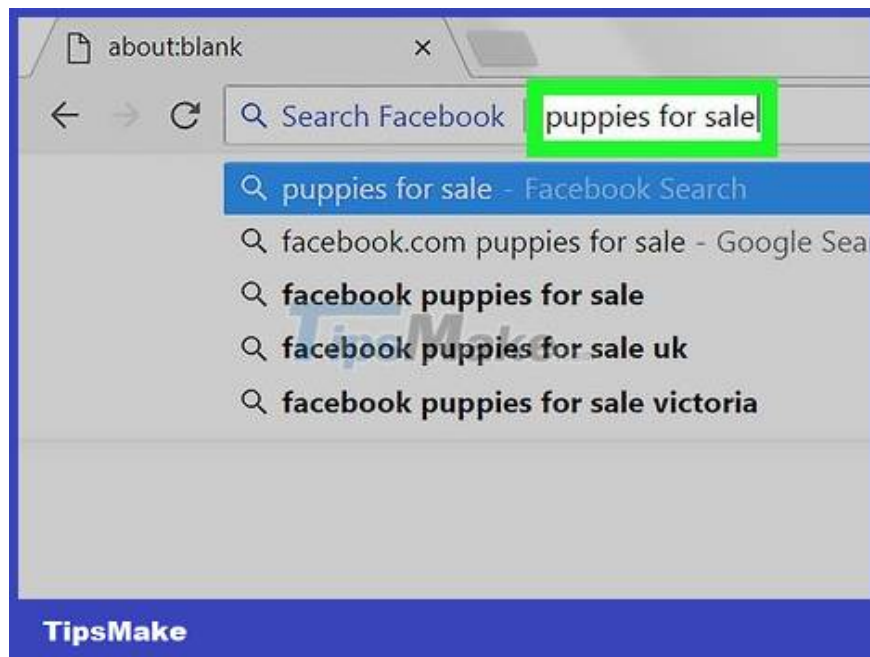 about:blank
Search Facebook | puppies for sale
puppies for sale - Facebook Search
facebook.com puppies for sale - Google Sea
facebook puppies for sale
facebook puppies for sale uk
TipsMake
facebook puppies for sale victoria
TipsMake